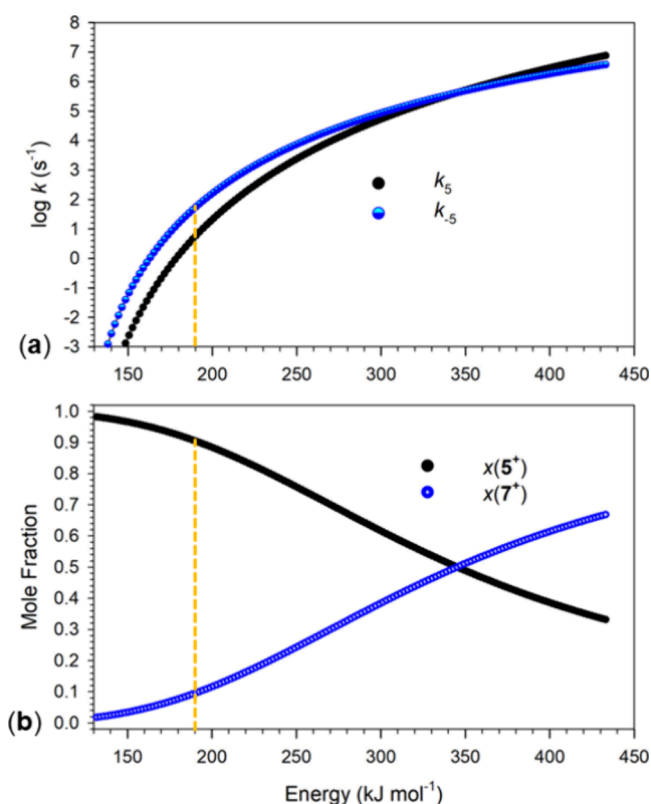 8
7
6
5
4
3
2
1
0
-1
-2
-3
log k (s⁻¹)
k₅
k₋₅
(a)
150 200 250 300 350 400 450
1.0
0.9
0.8
0.7
0.6
0.5
0.4
0.3
0.2
0.1
0.0
Mole Fraction
x(5⁺)
x(7⁺)
(b)
150 200 250 300 350 400 450
Energy (kJ mol⁻¹)